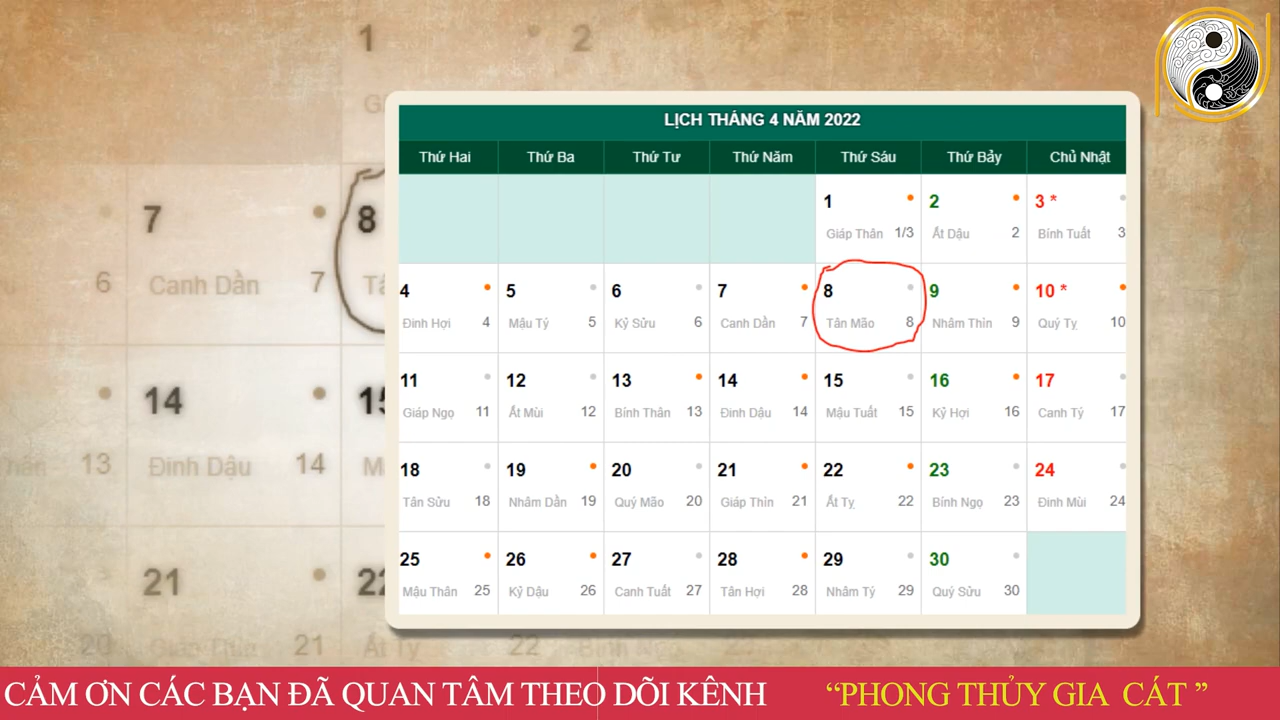 1 2
LỊCH THÁNG 4 NĂM 2022
Thứ Hai Thứ Ba Thứ Tư Thứ Năm Thứ Sáu Thứ Bảy Chủ Nhật
1 2 3 *
Giáp Thân 1/3 Ất Dậu 2 Bính Tuất 3
7 8
6 Canh Dần 7
4 5 6 7 8 9 10 *
Đinh Hợi 4 Mậu Tý 5 Kỷ Sửu 6 Canh Dần 7 Tân Mão 8 Nhâm Thìn 9 Quý Tỵ 10
11 12 13 14 15 16 17
Giáp Ngọ 11 Ất Mùi 12 Bính Thân 13 Đinh Dậu 14 Mậu Tuất 15 Kỷ Hợi 16 Canh Tý 17
14 15
13 Đinh Dậu 14
18 19 20 21 22 23 24
Tân Sửu 18 Nhâm Dần 19 Quý Mão 20 Giáp Thìn 21 Ất Tỵ 22 Bính Ngọ 23 Đinh Mùi 24
25 26 27 28 29 30
Mậu Thân 25 Kỷ Dậu 26 Canh Tuất 27 Tân Hợi 28 Nhâm Tý 29 Quý Sửu 30
21 22
20 Giáp Thìn 21 Ất Tỵ 22 Bính Ngọ
CẢM ƠN CÁC BẠN ĐÃ QUAN TÂM THEO DÕI KÊNH “PHONG THỦY GIA CÁT ”